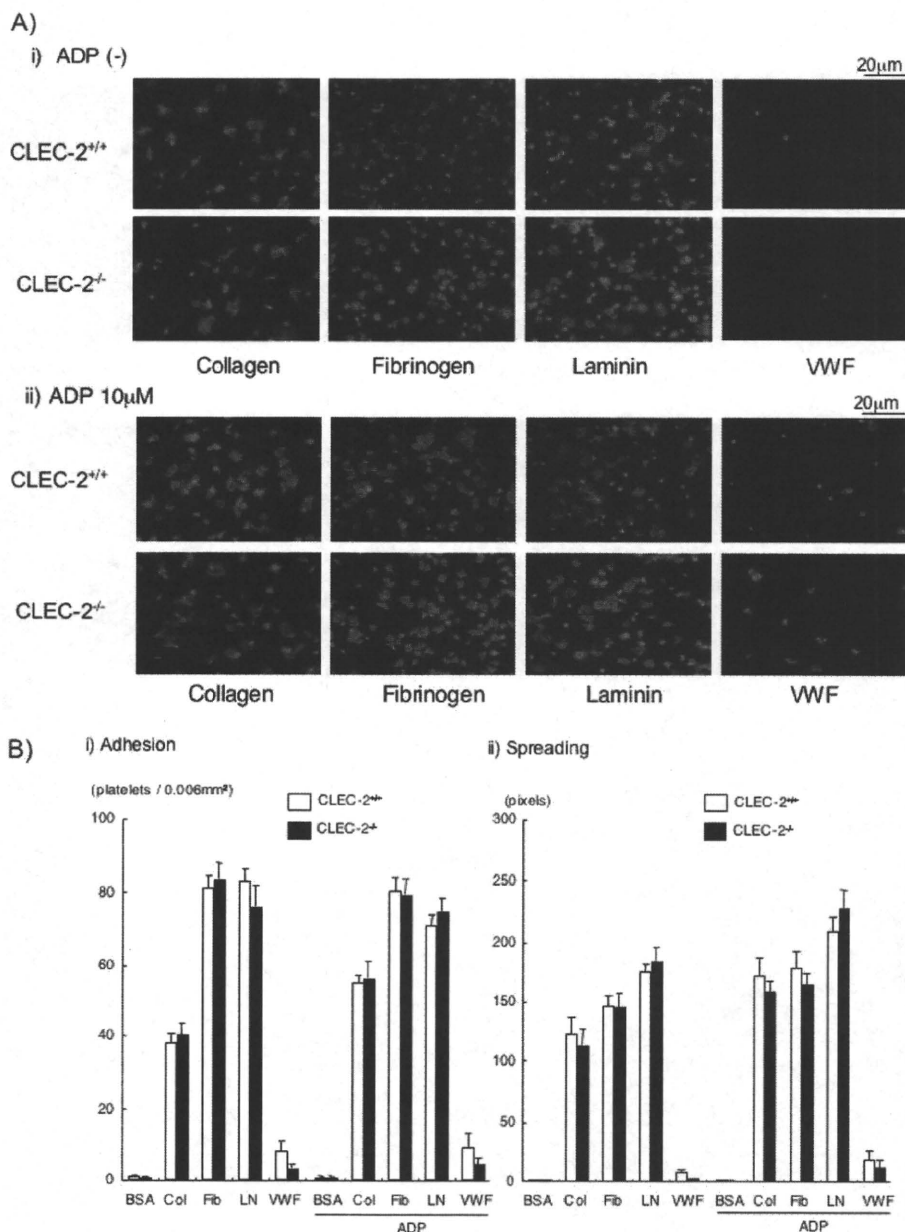 A)
i) ADP (-)
20µm
CLEC-2+/+
CLEC-2-/-
Collagen Fibrinogen Laminin VWF
ii) ADP 10µM
20µm
CLEC-2+/+
CLEC-2-/-
Collagen Fibrinogen Laminin VWF
B)
i) Adhesion
(platelets / 0.006mm²)
CLEC-2+/+
CLEC-2-/-
100
80
60
40
20
0
BSA Col Fib LN VWF BSA Col Fib LN VWF
ADP
ii) Spreading
(pixels)
CLEC-2+/+
CLEC-2-/-
300
250
200
150
100
50
0
BSA Col Fib LN VWF BSA Col Fib LN VWF
ADP